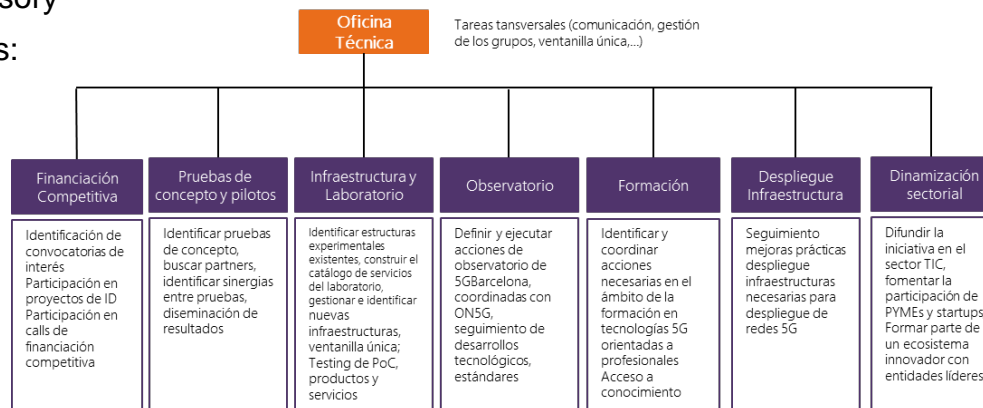 sory
s:
Oficina
Técnica
Tareas tansversales (comunicación, gestión
de los grupos, ventanilla única,...)
Financiación
Competitiva
Identificación de
convocatorias de
interés
Participación en
proyectos de ID
Participación en
calls de
financiación
competitiva
Pruebas de
concepto y pilotos
Identificar pruebas
de concepto,
buscar partners,
identificar sinergias
entre pruebas,
diseminación de
resultados
Infraestructura y
Laboratorio
Identificar estructuras
experimentales
existentes, construir el
catálogo de servicios
del laboratorio,
gestionar e identificar
nuevas
infraestructuras,
ventanilla única;
Testing de PoC,
productos y
servicios
Observatorio
Definir y ejecutar
acciones de
observatorio de
5GBarcelona,
coordinadas con
ON5G,
seguimiento de
desarrollos
tecnológicos,
estándares
Formación
Identificar y
coordinar
acciones
necesarias en el
ámbito de la
formación en
tecnologías 5G
orientadas a
profesionales
Acceso a
conocimiento
Despliegue
Infraestructura
Seguimiento
mejoras prácticas
despliegue
infraestructuras
necesarias para
despliegue de
redes 5G
Dinamización
sectorial
Difundir la
iniciativa en el
sector TIC,
fomentar la
participación de
PYMEs y startups
Formar parte de
un ecosistema
innovador con
entidades líderes